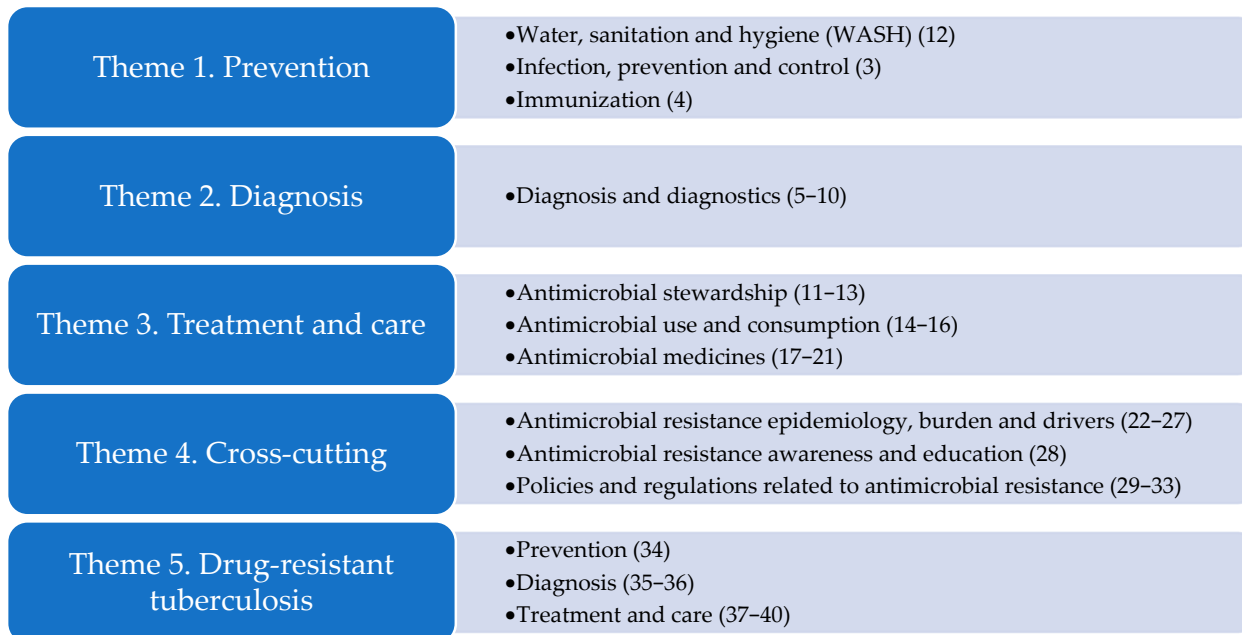 Theme 1. Prevention
•Water, sanitation and hygiene (WASH) (12)
•Infection, prevention and control (3)
•Immunization (4)
Theme 2. Diagnosis
•Diagnosis and diagnostics (5–10)
Theme 3. Treatment and care
•Antimicrobial stewardship (11–13)
•Antimicrobial use and consumption (14–16)
•Antimicrobial medicines (17–21)
Theme 4. Cross-cutting
•Antimicrobial resistance epidemiology, burden and drivers (22–27)
•Antimicrobial resistance awareness and education (28)
•Policies and regulations related to antimicrobial resistance (29–33)
Theme 5. Drug-resistant
tuberculosis
•Prevention (34)
•Diagnosis (35–36)
•Treatment and care (37–40)